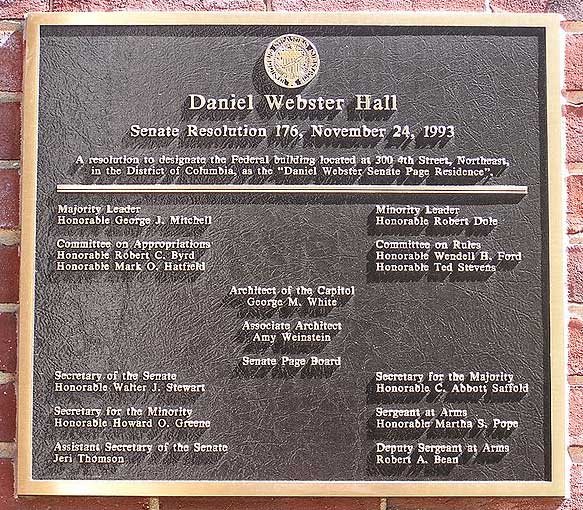 Daniel Webster Hall
Senate Resolution 176, November 24, 1993
A resolution to designate the Federal building located at 300 4th Street, Northeast,
in the District of Columbia, as the "Daniel Webster Senate Page Residence".
Majority Leader
Honorable George J. Mitchell
Minority Leader
Honorable Robert Dole
Committee on Appropriations
Honorable Robert C. Byrd
Honorable Mark O. Hatfield
Committee on Rules
Honorable Wendell H. Ford
Honorable Ted Stevens
Architect of the Capitol
George M. White
Associate Architect
Amy Weinstein
Senate Page Board
Secretary of the Senate
Honorable Walter J. Stewart
Secretary for the Majority
Honorable C. Abbott Saffold
Secretary for the Minority
Honorable Howard O. Greene
Sergeant at Arms
Honorable Martha S. Pope
Assistant Secretary of the Senate
Jeri Thomson
Deputy Sergeant at Arms
Robert A. Bean